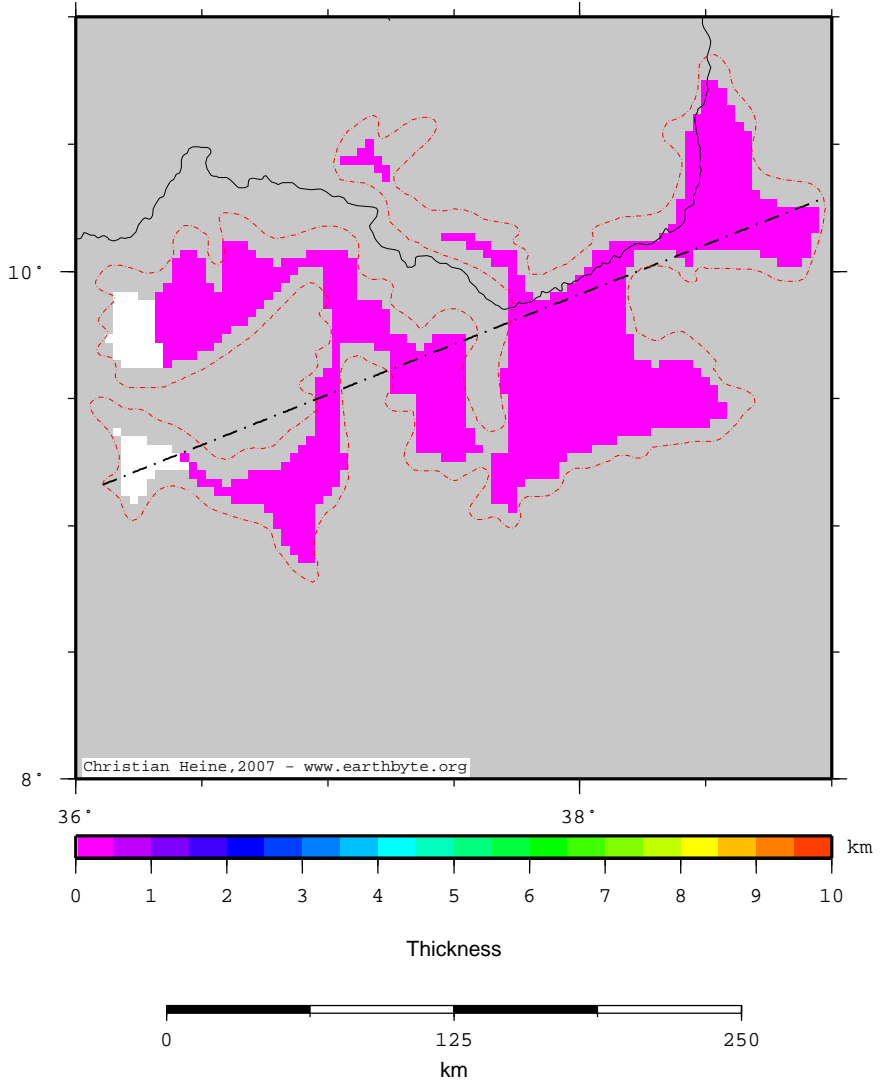 10˚
8˚
Christian Heine,2007 - www.earthbyte.org
36˚ 38˚
km
0 1 2 3 4 5 6 7 8 9 10
Thickness
0 125 250
km